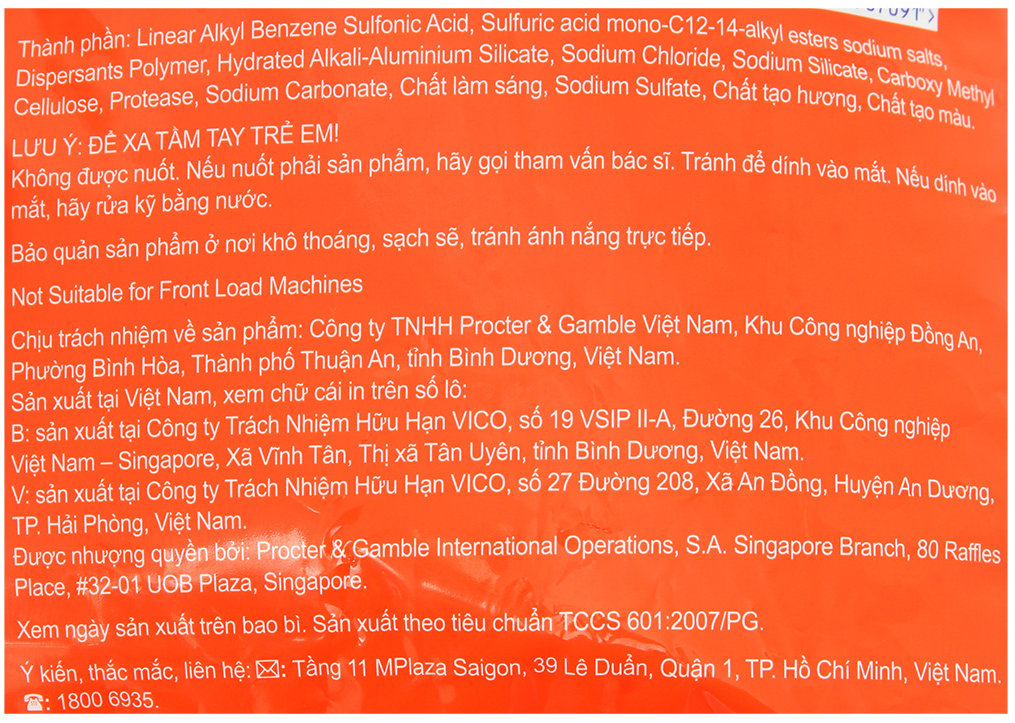 07091">
Thành phần: Linear Alkyl Benzene Sulfonic Acid, Sulfuric acid mono-C12-14-alkyl esters sodium salts,
Dispersants Polymer, Hydrated Alkali-Aluminium Silicate, Sodium Chloride, Sodium Silicate, Carboxy Methyl
Cellulose, Protease, Sodium Carbonate, Chất làm sáng, Sodium Sulfate, Chất tạo hương, Chất tạo màu.
LƯU Ý: ĐỂ XA TẦM TAY TRẺ EM!
Không được nuốt. Nếu nuốt phải sản phẩm, hãy gọi tham vấn bác sĩ. Tránh để dính vào mắt. Nếu dính vào
mắt, hãy rửa kỹ bằng nước.
Bảo quản sản phẩm ở nơi khô thoáng, sạch sẽ, tránh ánh nắng trực tiếp.
Not Suitable for Front Load Machines
Chịu trách nhiệm về sản phẩm: Công ty TNHH Procter & Gamble Việt Nam, Khu Công nghiệp Đồng An,
Phường Bình Hòa, Thành phố Thuận An, tỉnh Bình Dương, Việt Nam.
Sản xuất tại Việt Nam, xem chữ cái in trên số lô:
B: sản xuất tại Công ty Trách Nhiệm Hữu Hạn VICO, số 19 VSIP II-A, Đường 26, Khu Công nghiệp
Việt Nam – Singapore, Xã Vĩnh Tân, Thị xã Tân Uyên, tỉnh Bình Dương, Việt Nam.
V: sản xuất tại Công ty Trách Nhiệm Hữu Hạn VICO, số 27 Đường 208, Xã An Đồng, Huyện An Dương,
TP. Hải Phòng, Việt Nam.
Được nhượng quyền bởi: Procter & Gamble International Operations, S.A. Singapore Branch, 80 Raffles
Place, #32-01 UOB Plaza, Singapore.
Xem ngày sản xuất trên bao bì. Sản xuất theo tiêu chuẩn TCCS 601:2007/PG.
Ý kiến, thắc mắc, liên hệ: ✉: Tầng 11 MPlaza Saigon, 39 Lê Duẩn, Quận 1, TP. Hồ Chí Minh, Việt Nam.
☎: 1800 6935.